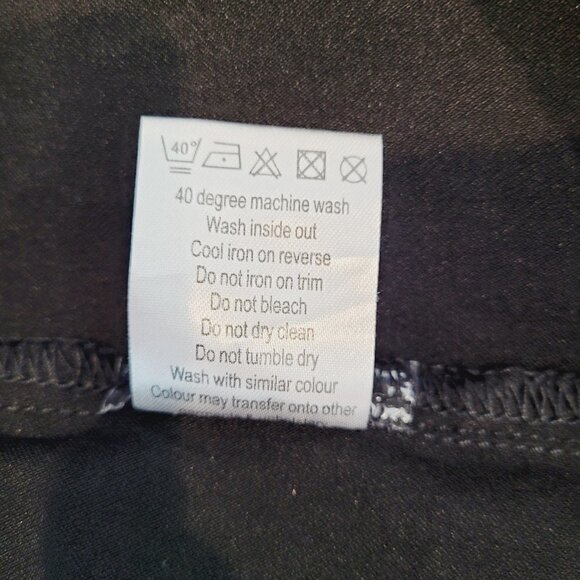 40°
40 degree machine wash
Wash inside out
Cool iron on reverse
Do not iron on trim
Do not bleach
Do not dry clean
Do not tumble dry
Wash with similar colour
Colour may transfer onto other